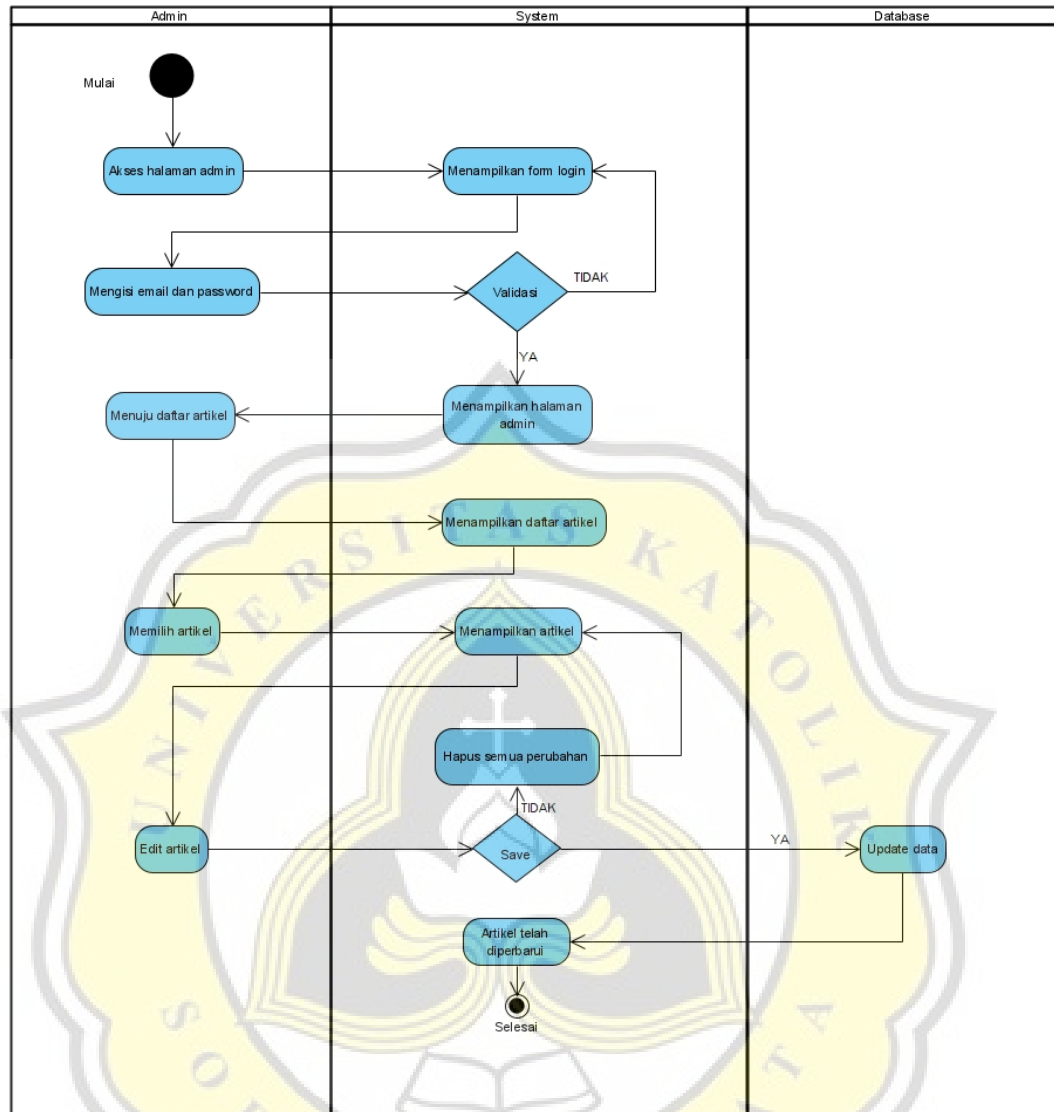 Admin
System
Database
Mulai
Akses halaman admin
Menampilkan form login
Mengisi email dan password
Validasi
TIDAK
YA
Menampilkan halaman
admin
Menuju daftar artikel
Menampilkan daftar artikel
Memilih artikel
Menampilkan artikel
Hapus semua perubahan
TIDAK
Edit artikel
Save
YA
Update data
Artikel telah
diperbarui
Selesai
UNIVERSITAS KATOLIK